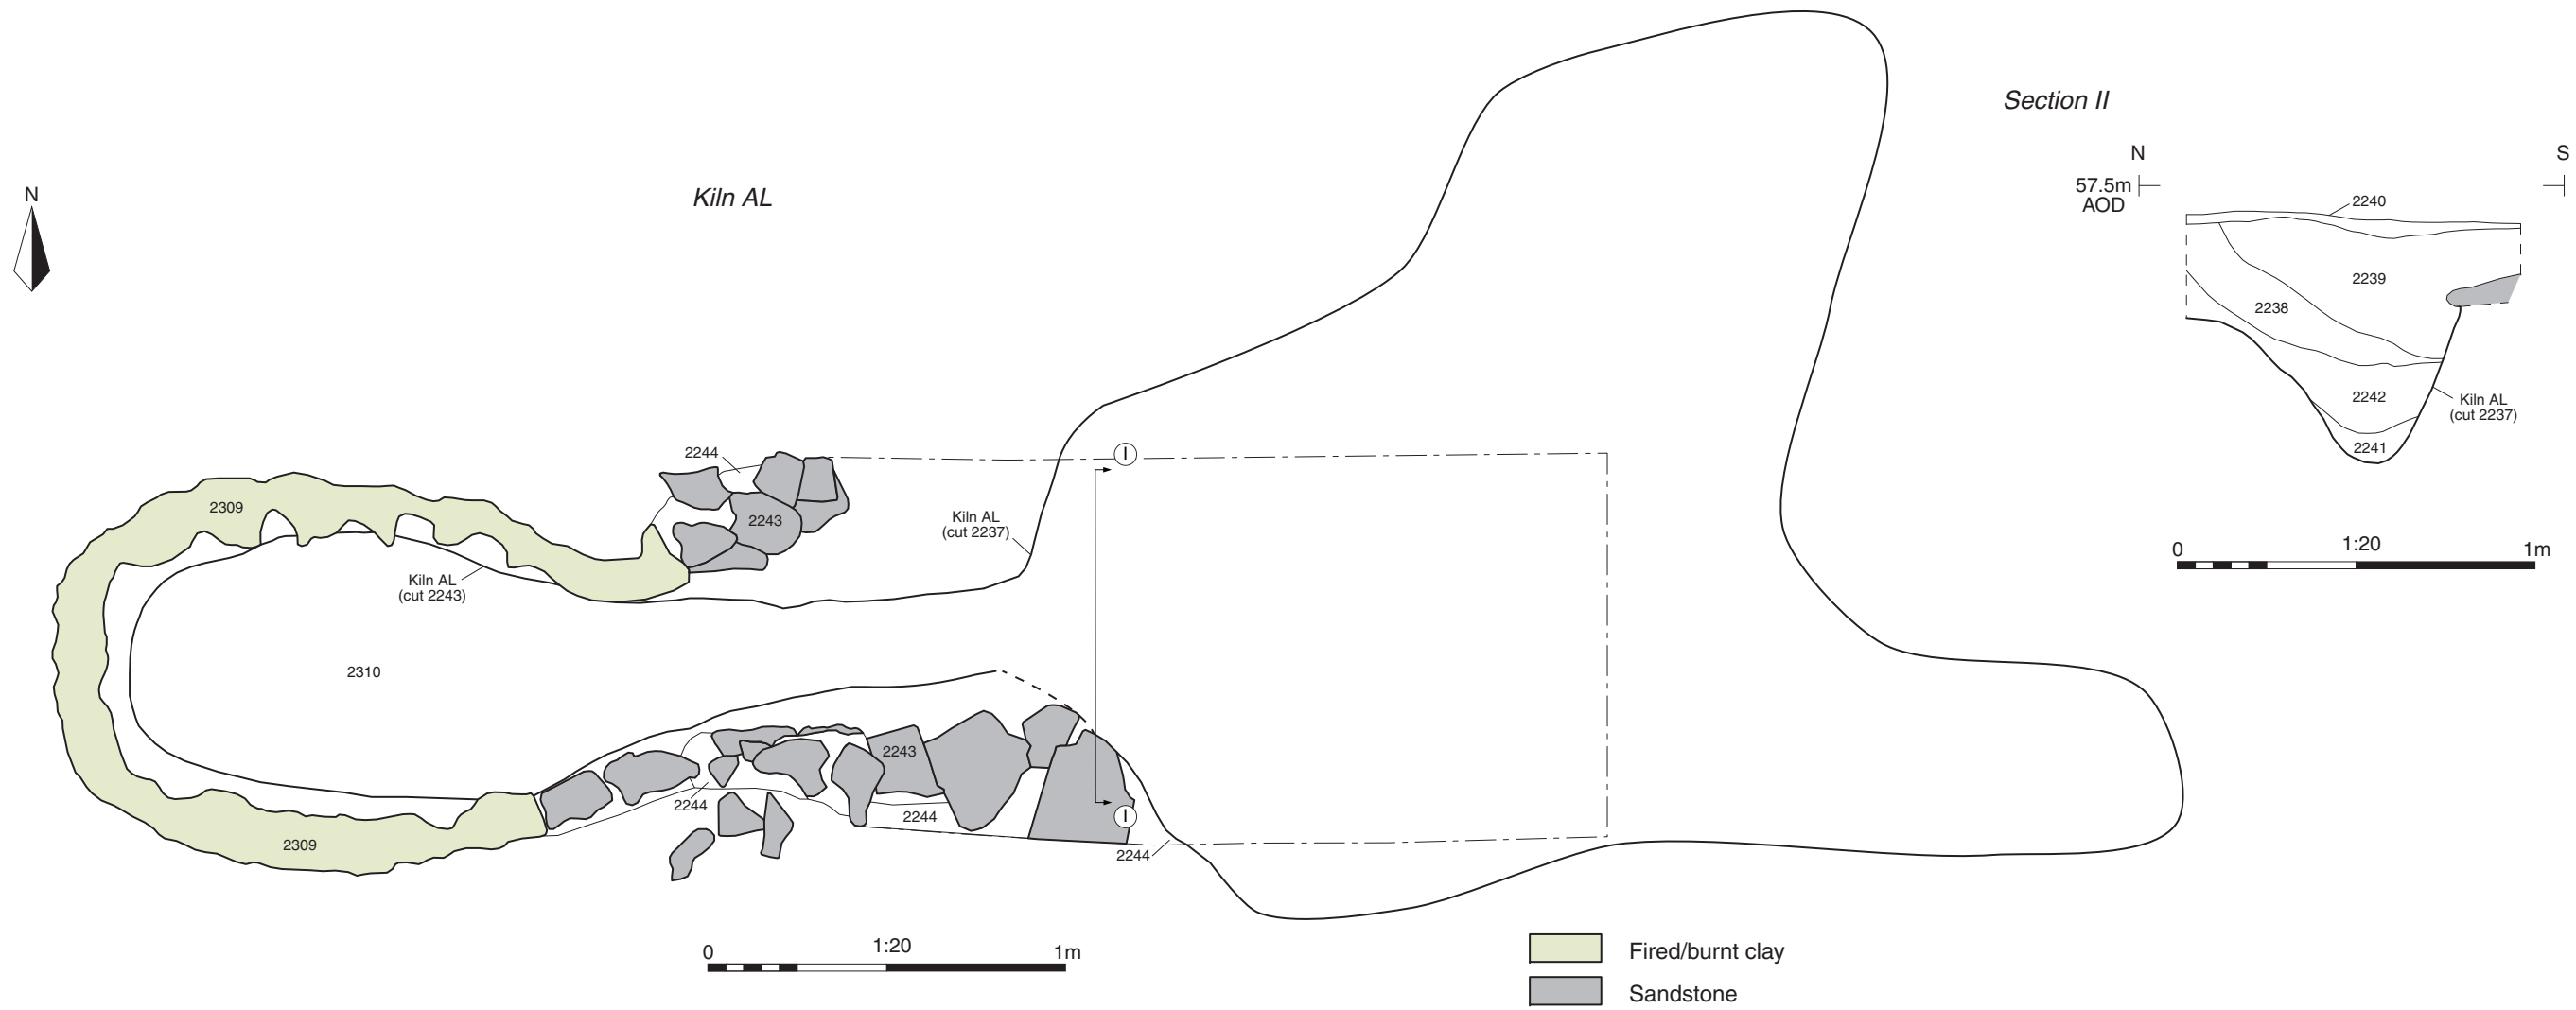 Section II
N
S
57.5m
AOD
2240
2239
2238
2242
2241
Kiln AL
(cut 2237)
0
1:20
1m
N
Kiln AL
2244
2309
2243
Kiln AL
(cut 2237)
I
Kiln AL
(cut 2243)
2310
2243
2244
2244
I
2309
2244
0
1:20
1m
Fired/burnt clay
Sandstone